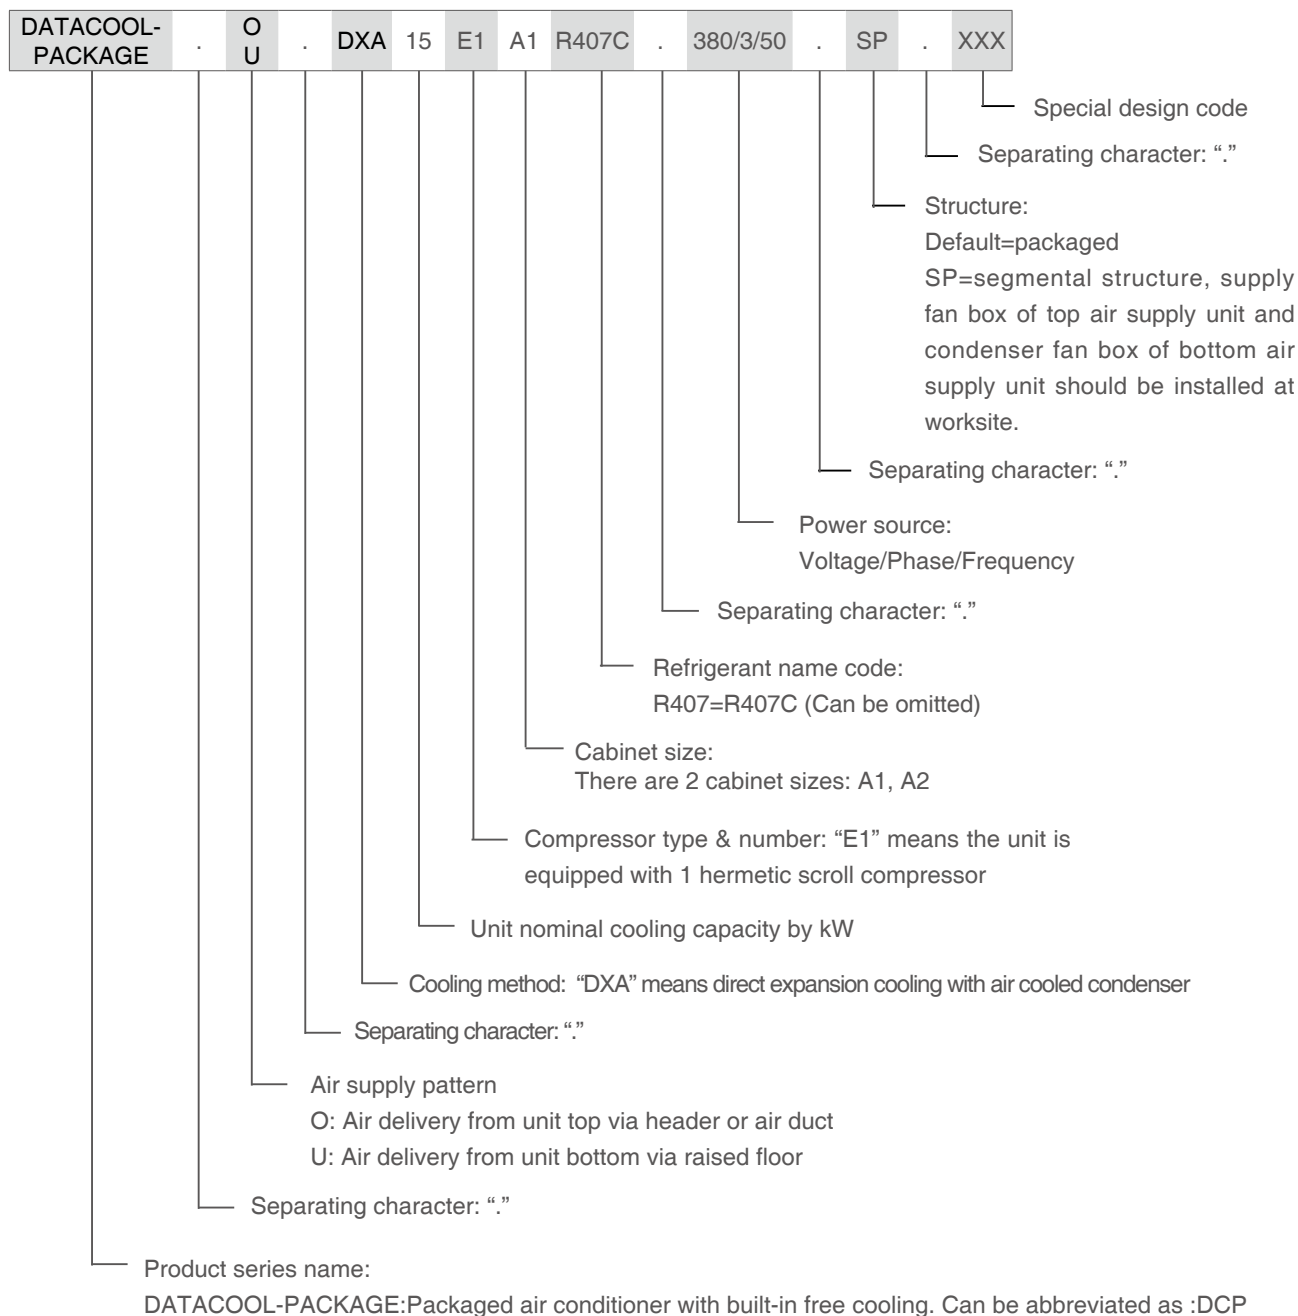 DATACOOL-
PACKAGE . O
U . DXA 15 E1 A1 R407C . 380/3/50 . SP . XXX
Special design code
Separating character: “.”
Structure:
Default=packaged
SP=segmental structure, supply
fan box of top air supply unit and
condenser fan box of bottom air
supply unit should be installed at
worksite.
Separating character: “.”
Power source:
Voltage/Phase/Frequency
Separating character: “.”
Refrigerant name code:
R407=R407C (Can be omitted)
Cabinet size:
There are 2 cabinet sizes: A1, A2
Compressor type & number: “E1” means the unit is
equipped with 1 hermetic scroll compressor
Unit nominal cooling capacity by kW
Cooling method: “DXA” means direct expansion cooling with air cooled condenser
Separating character: “.”
Air supply pattern
O: Air delivery from unit top via header or air duct
U: Air delivery from unit bottom via raised floor
Separating character: “.”
Product series name:
DATACOOL-PACKAGE:Packaged air conditioner with built-in free cooling. Can be abbreviated as :DCP